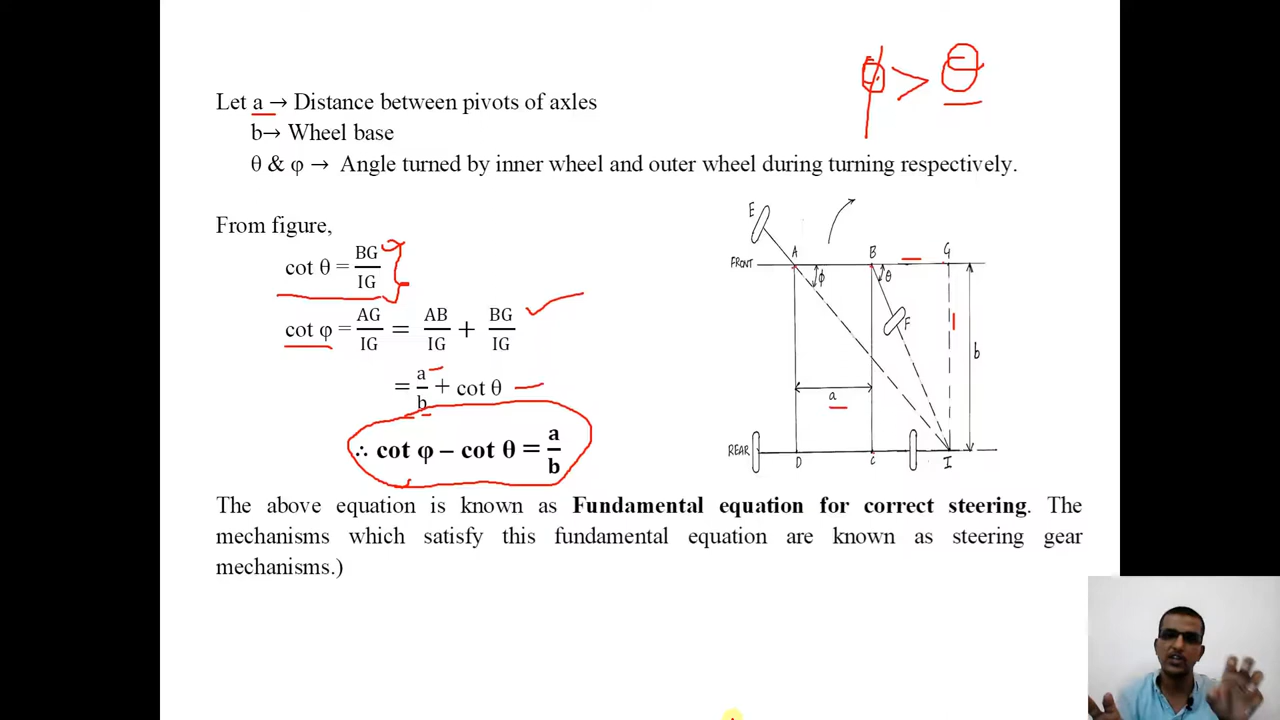 φ > θ
Let a → Distance between pivots of axles
b→ Wheel base
θ & φ → Angle turned by inner wheel and outer wheel during turning respectively.
From figure,
cot θ = BG/IG
cot φ = AG/IG = AB/IG + BG/IG
= a/b + cot θ
∴ cot φ – cot θ = a/b
E
A
B
G
FRONT
φ
θ
F
b
a
REAR
D
C
I
The above equation is known as Fundamental equation for correct steering. The
mechanisms which satisfy this fundamental equation are known as steering gear
mechanisms.)